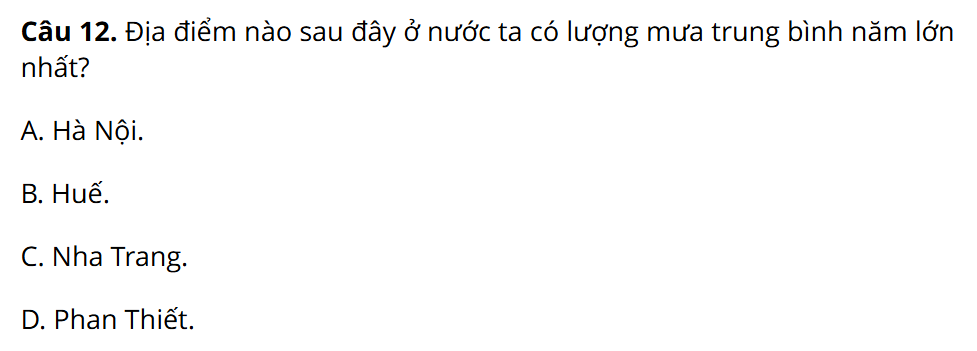 Câu 12. Địa điểm nào sau đây ở nước ta có lượng mưa trung bình năm lớn
nhất?
A. Hà Nội.
B. Huế.
C. Nha Trang.
D. Phan Thiết.